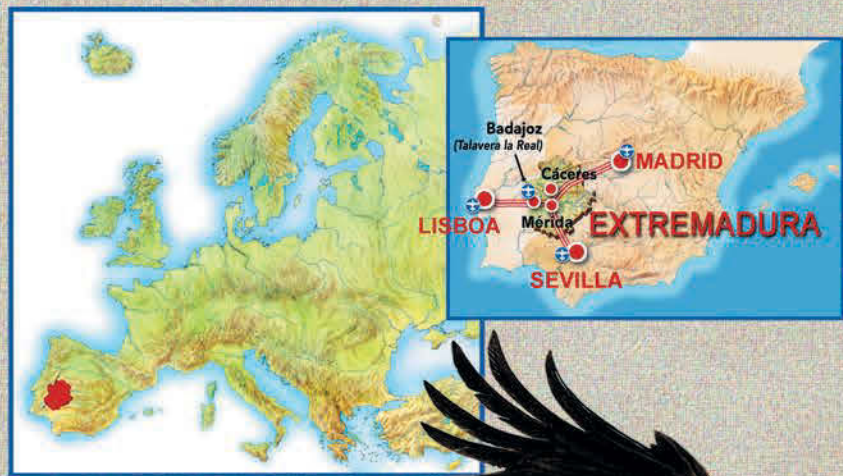 Badajoz
(Talavera la Real)
MADRID
Cáceres
LISBOA
Mérida
EXTREMADURA
SEVILLA